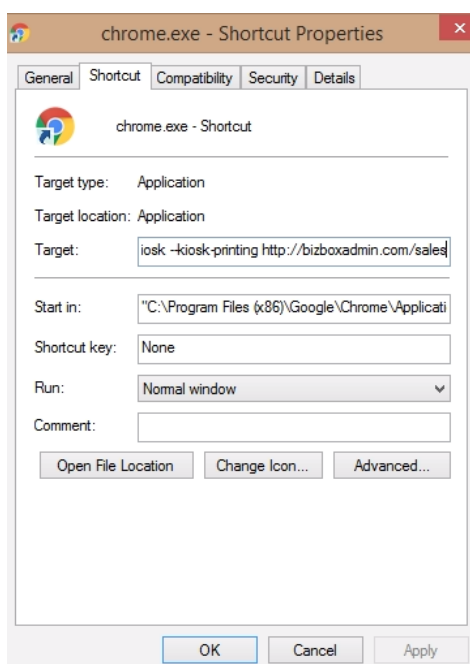 chrome.exe - Shortcut Properties
General Shortcut Compatibility Security Details
chrome.exe - Shortcut
Target type: Application
Target location: Application
Target: iosk --kiosk-printing http://bizboxadmin.com/sales
Start in: "C:\Program Files (x86)\Google\Chrome\Applicati
Shortcut key: None
Run: Normal window
Comment:
Open File Location Change Icon... Advanced...
OK Cancel Apply